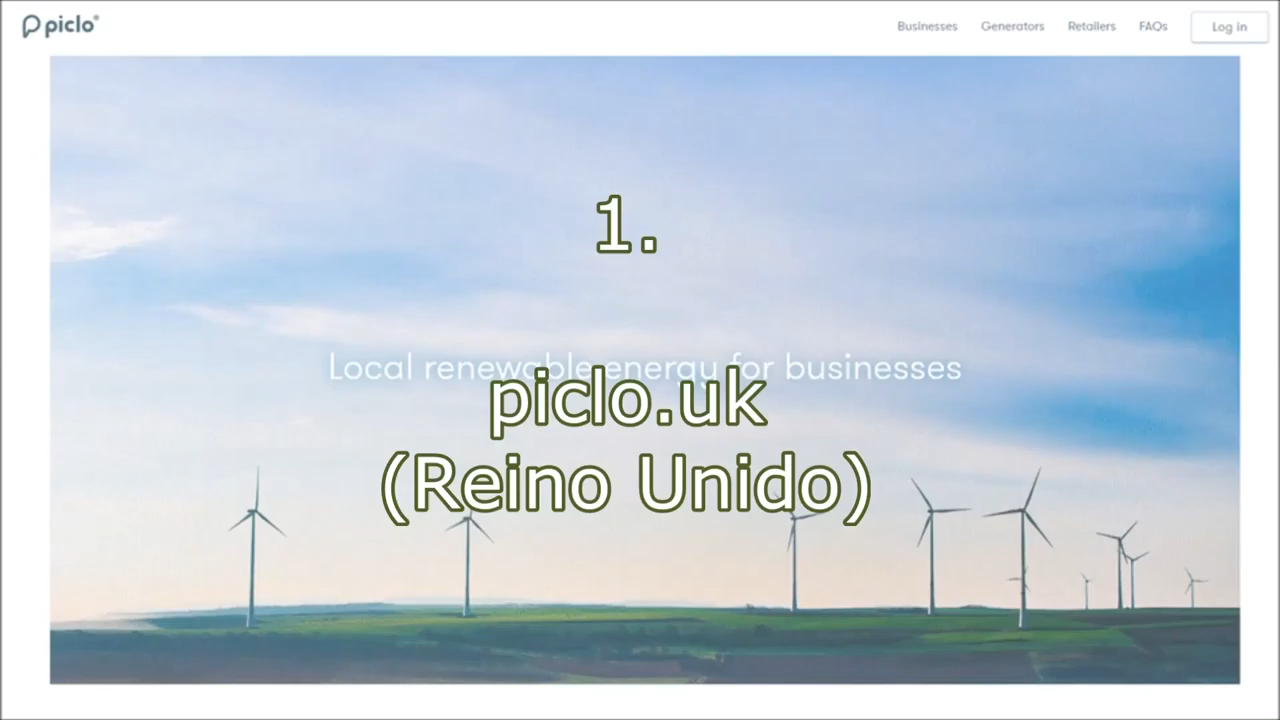 piclo®
Businesses Generators Retailers FAQs Log in
1.
Local renewable energy for businesses
piclo.uk
(Reino Unido)